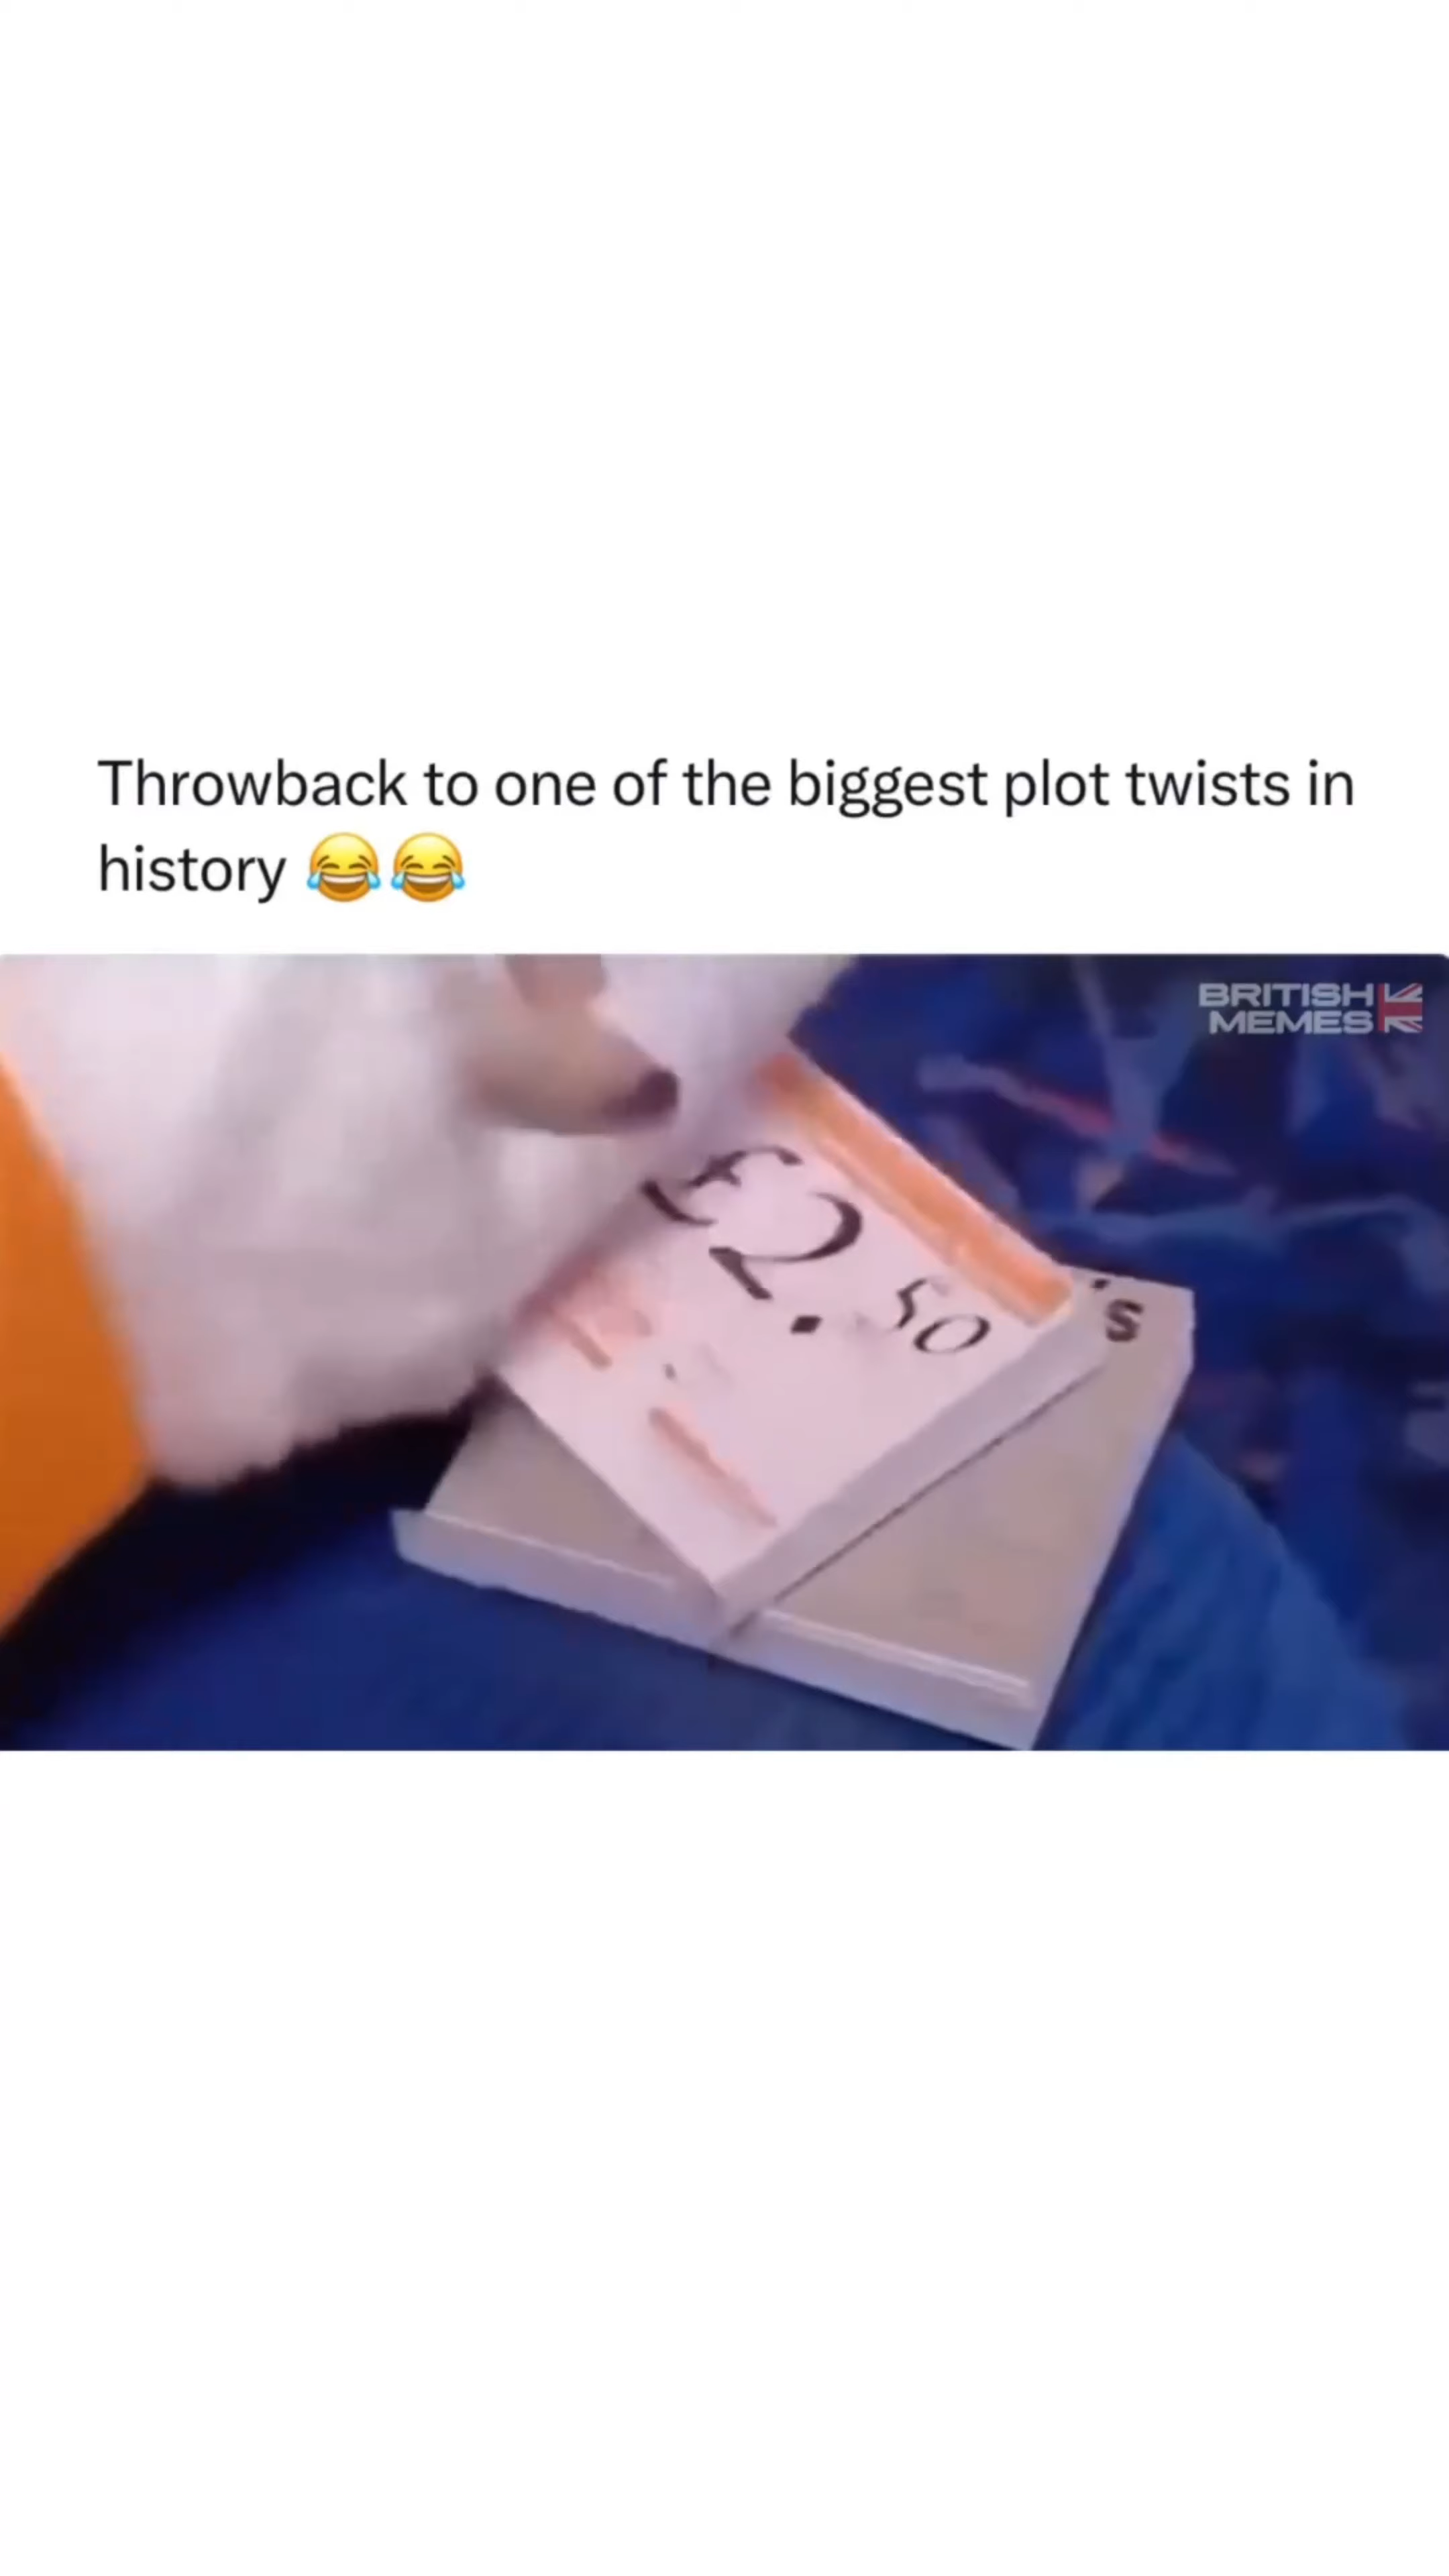 Throwback to one of the biggest plot twists in
history 😂😂
BRITISH
MEMES
£2.50
's